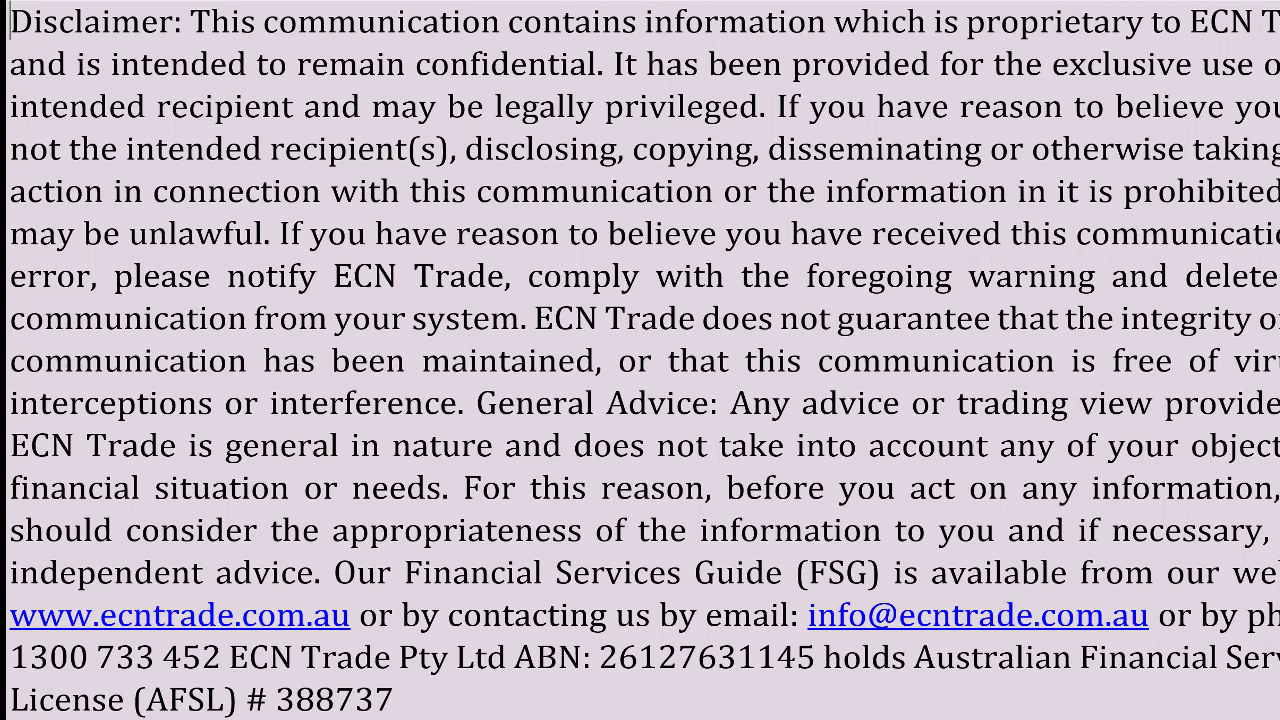 Disclaimer: This communication contains information which is proprietary to ECN T
and is intended to remain confidential. It has been provided for the exclusive use o
intended recipient and may be legally privileged. If you have reason to believe you
not the intended recipient(s), disclosing, copying, disseminating or otherwise taking
action in connection with this communication or the information in it is prohibited
may be unlawful. If you have reason to believe you have received this communicatio
error, please notify ECN Trade, comply with the foregoing warning and delete
communication from your system. ECN Trade does not guarantee that the integrity o
communication has been maintained, or that this communication is free of vir
interceptions or interference. General Advice: Any advice or trading view provide
ECN Trade is general in nature and does not take into account any of your object
financial situation or needs. For this reason, before you act on any information,
should consider the appropriateness of the information to you and if necessary,
independent advice. Our Financial Services Guide (FSG) is available from our we
www.ecntrade.com.au or by contacting us by email: info@ecntrade.com.au or by ph
1300 733 452 ECN Trade Pty Ltd ABN: 26127631145 holds Australian Financial Serv
License (AFSL) # 388737